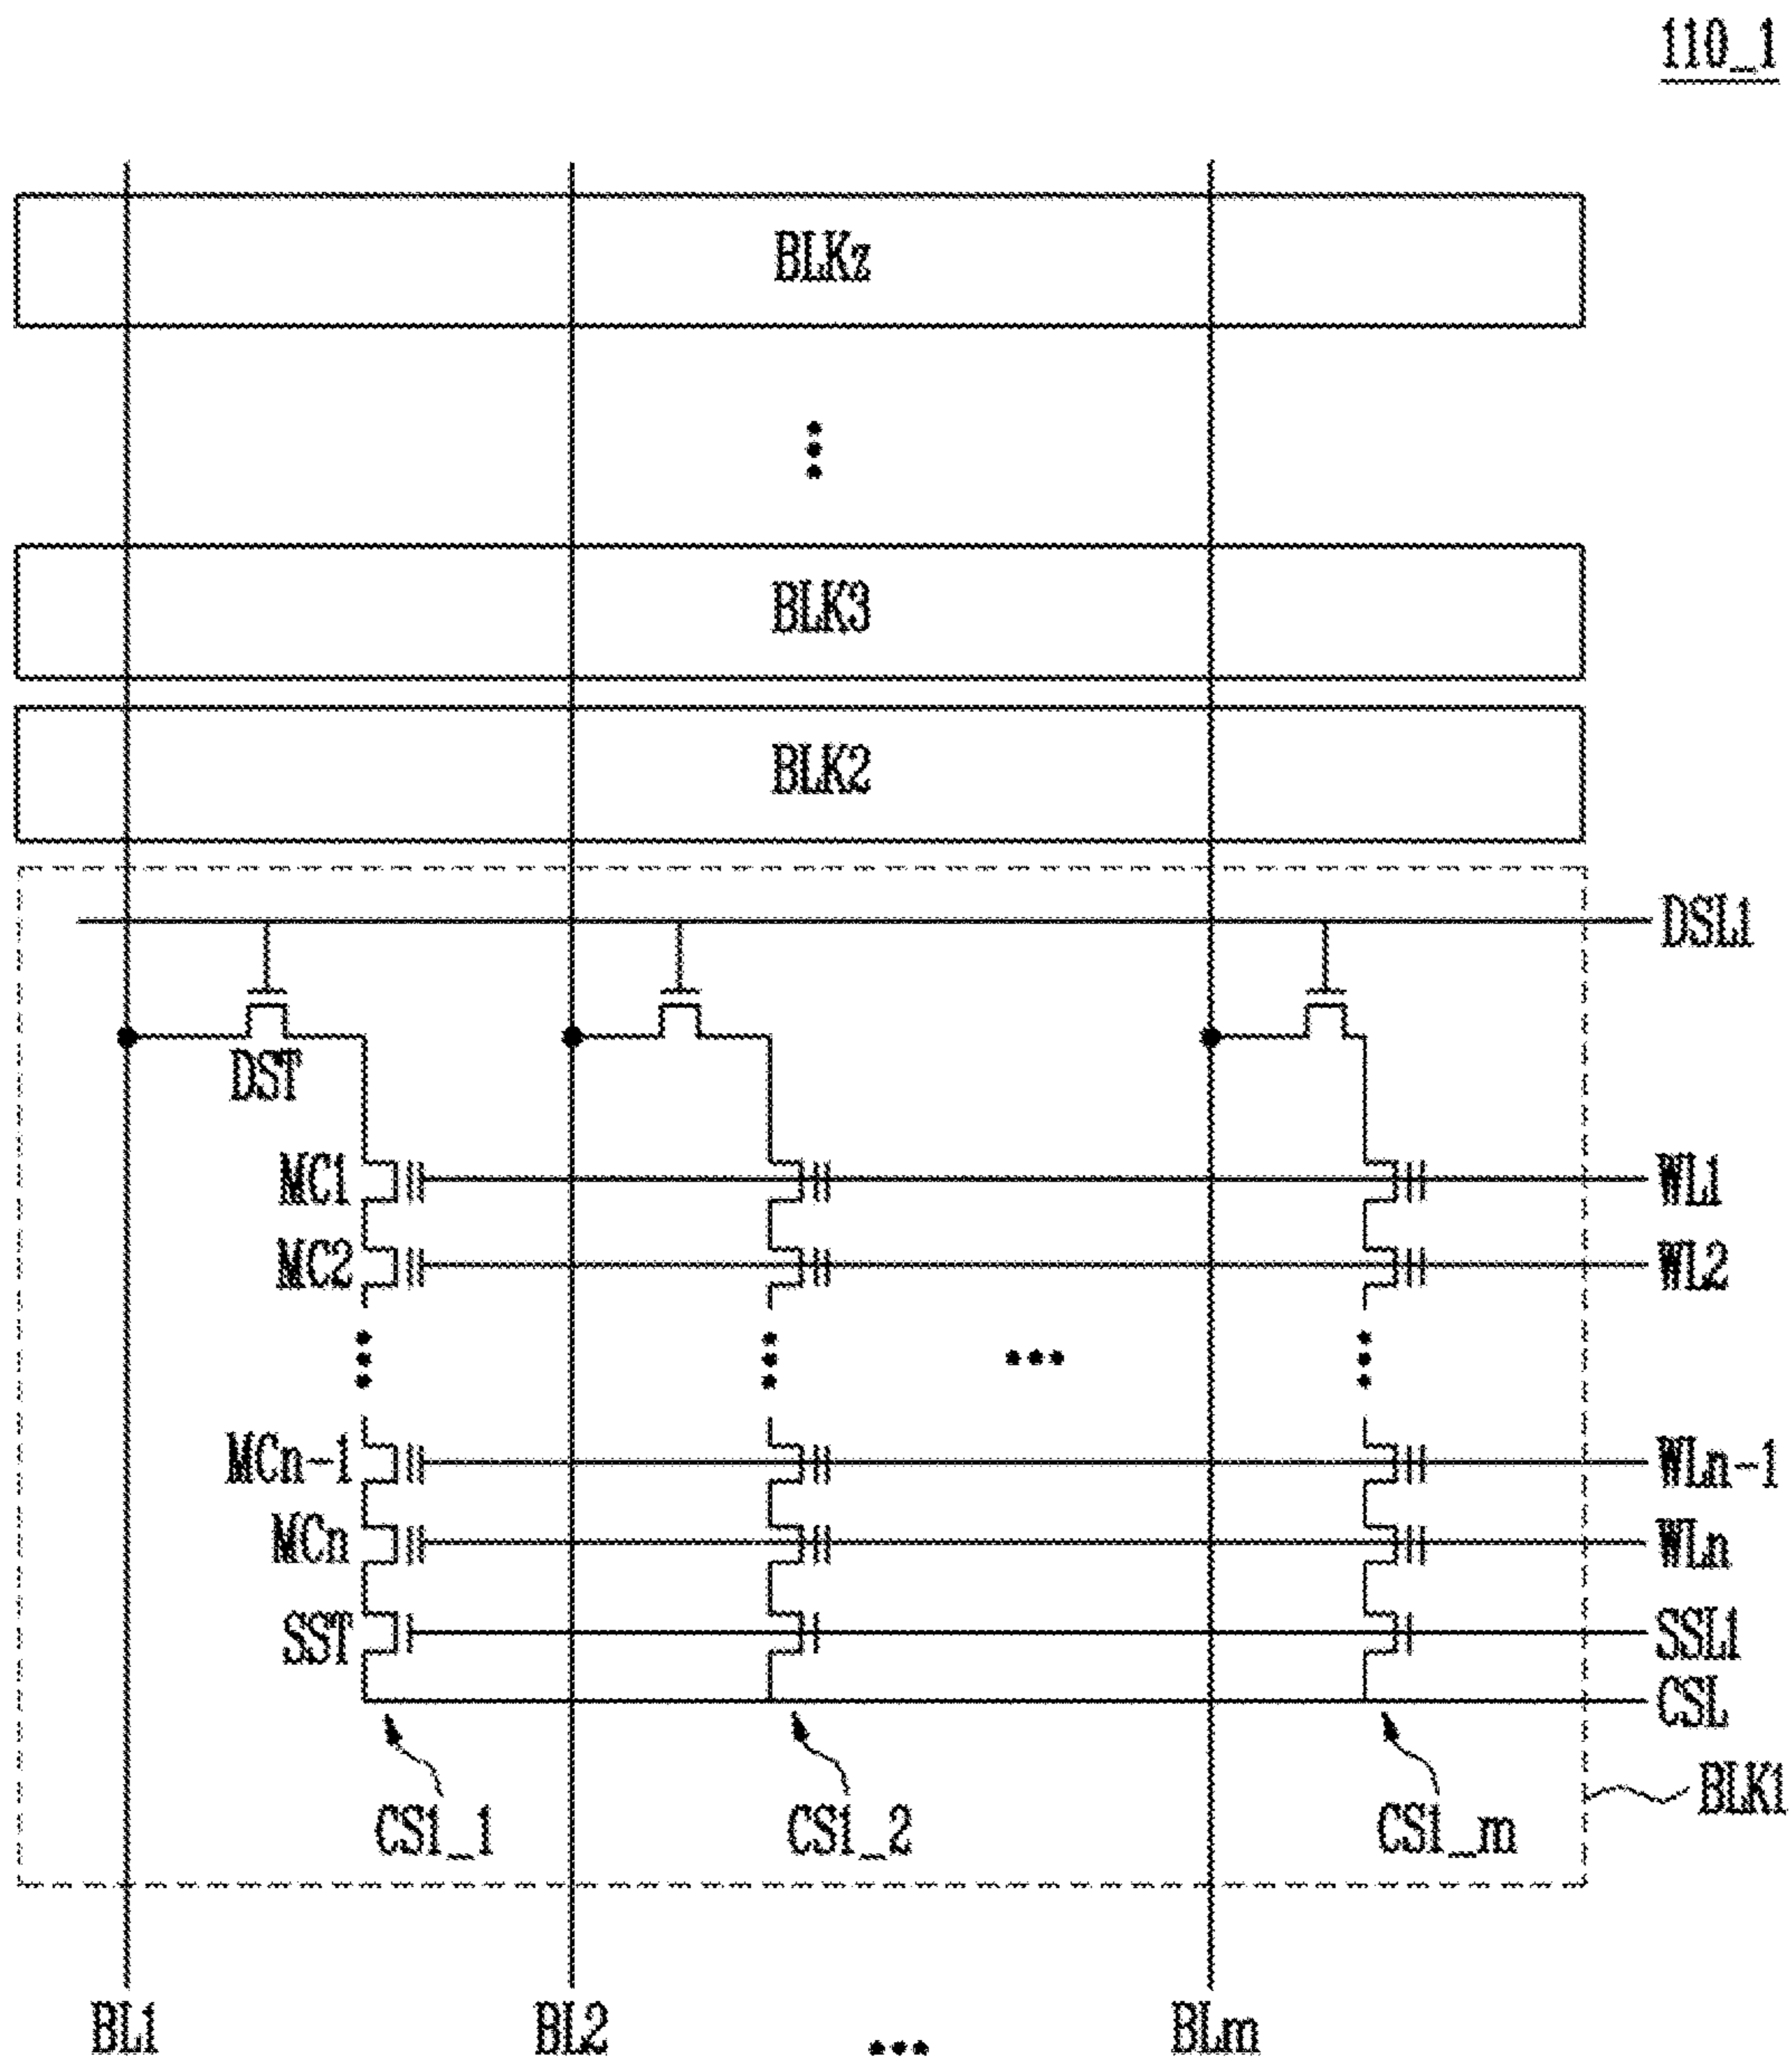 110_1
BLKz
BLK3
BLK2
DSL1
DST
MC1
WL1
MC2
WL2
MCn-1
WLn-1
MCn
WLn
SST
SSL1
CSL
BLK1
CS1_1
CS1_2
CS1_m
BL1
BL2
BLm